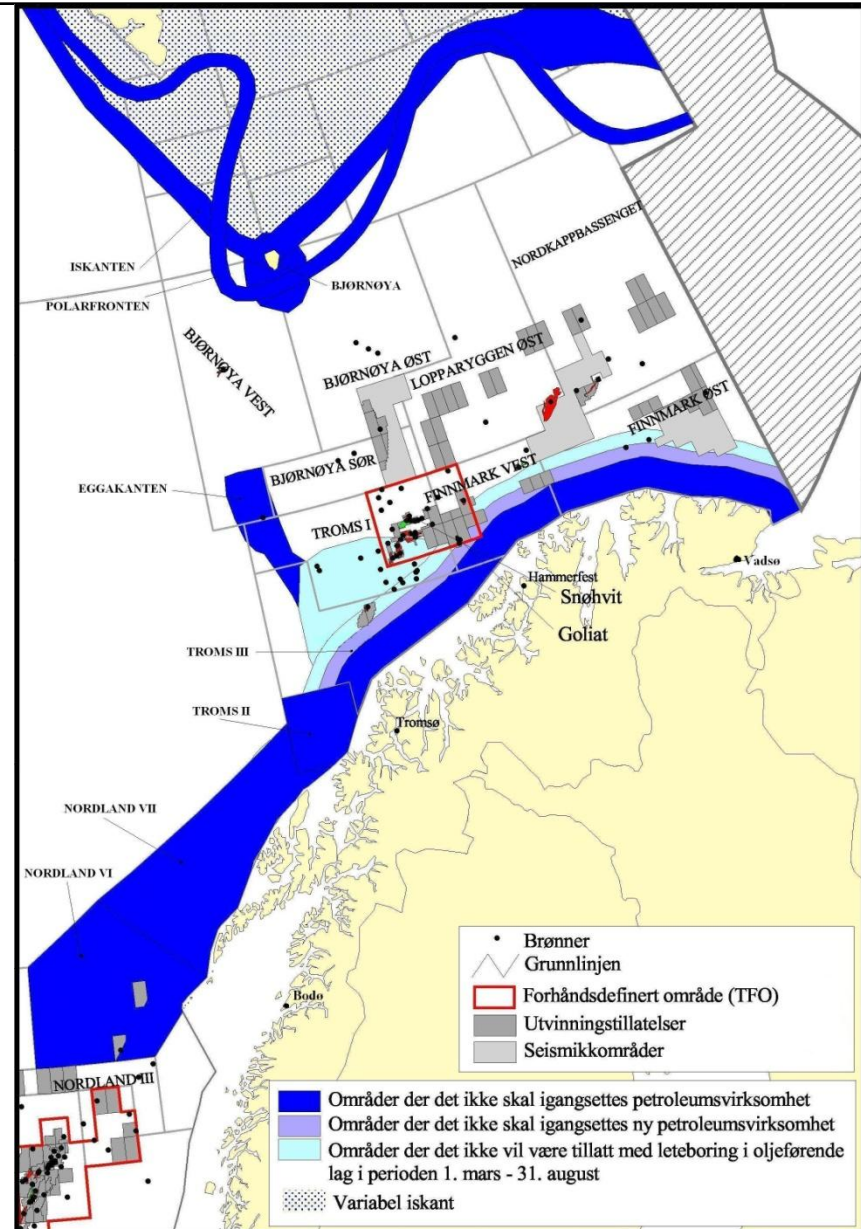 NORDKAPPBASSENGET
ISKANTEN
POLARFRONTEN
BJØRNØYA
BJØRNØYA VEST
BJØRNØYA ØST
LOPPARYGGEN ØST
FINNMARK ØST
EGGAKANTEN
BJØRNØYA SØR
FINNMARK VEST
TROMS I
Vadsø
Hammerfest
Snøhvit
Goliat
TROMS III
TROMS II
Tromsø
NORDLAND VII
NORDLAND VI
Bodø
NORDLAND III
Brønner
Grunnlinjen
Forhåndsdefinert område (TFO)
Utvinningstillatelser
Seismikkområder
Områder der det ikke skal igangsettes petroleumsvirksomhet
Områder der det ikke skal igangsettes ny petroleumsvirksomhet
Områder der det ikke vil være tillatt med leteboring i oljeførende
lag i perioden 1. mars - 31. august
Variabel iskant